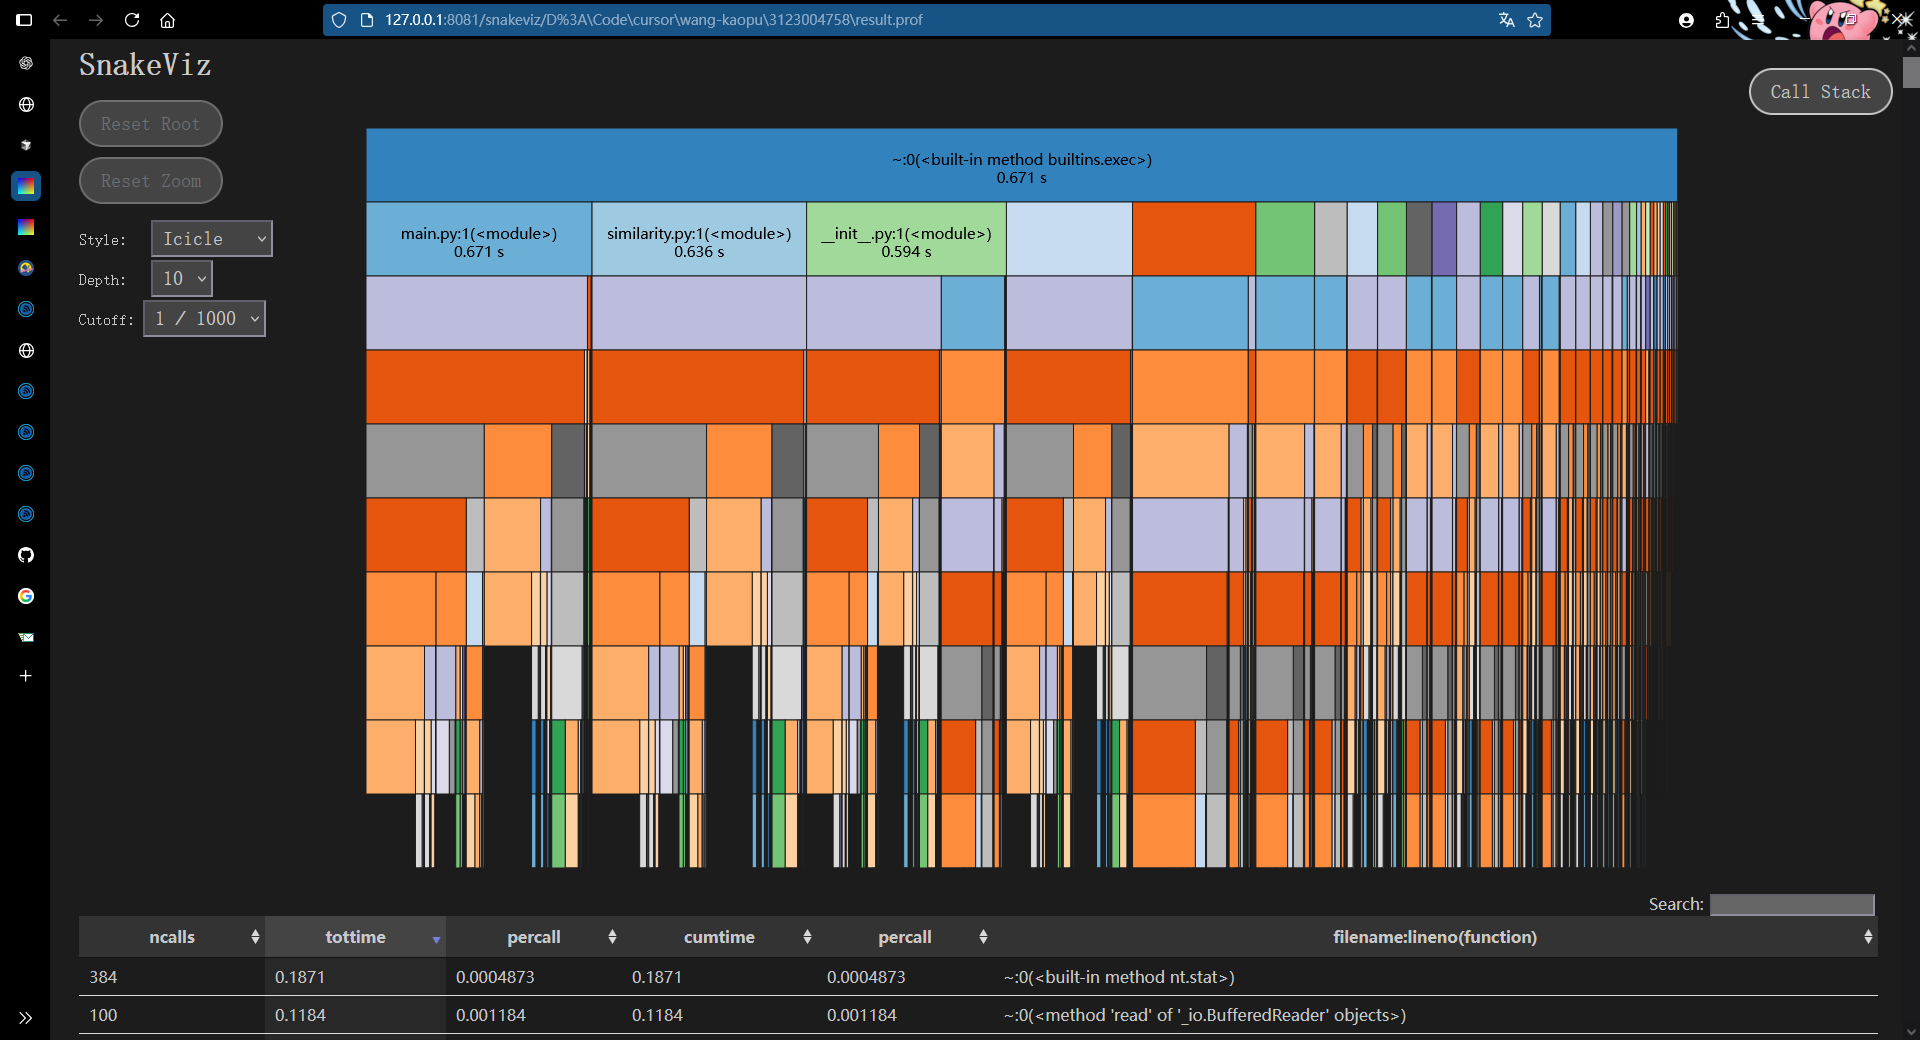 127.0.0.1:8081/snakeviz/D%3A\Code\cursor\wang-kaopu\3123004758\result.prof
SnakeViz
Call Stack
Reset Root
Reset Zoom
Style: Icicle
Depth: 10
Cutoff: 1 / 1000
~:0(<built-in method builtins.exec>)
0.671 s
main.py:1(<module>)
0.671 s
similarity.py:1(<module>)
0.636 s
__init__.py:1(<module>)
0.594 s
Search:
ncalls tottime percall cumtime percall filename:lineno(function)
384 0.1871 0.0004873 0.1871 0.0004873 ~:0(<built-in method nt.stat>)
100 0.1184 0.001184 0.1184 0.001184 ~:0(<method 'read' of '_io.BufferedReader' objects>)